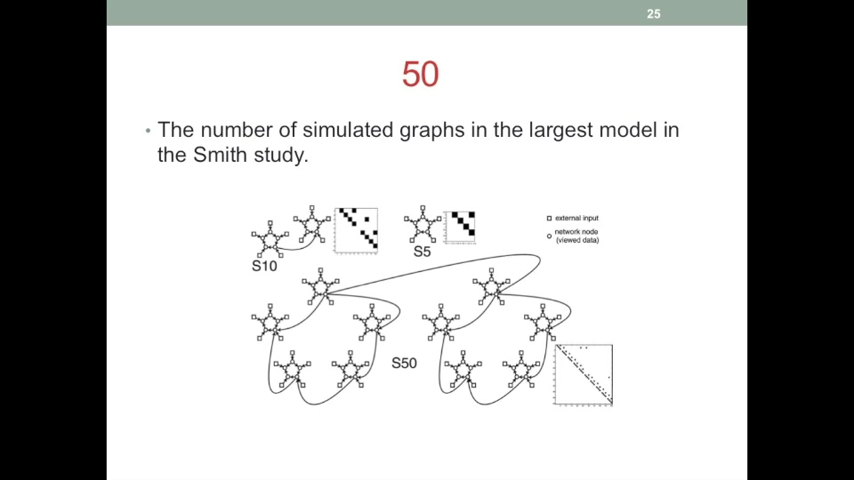 25
50
• The number of simulated graphs in the largest model in
the Smith study.
S10
S5
external input
network node
(viewed data)
S50